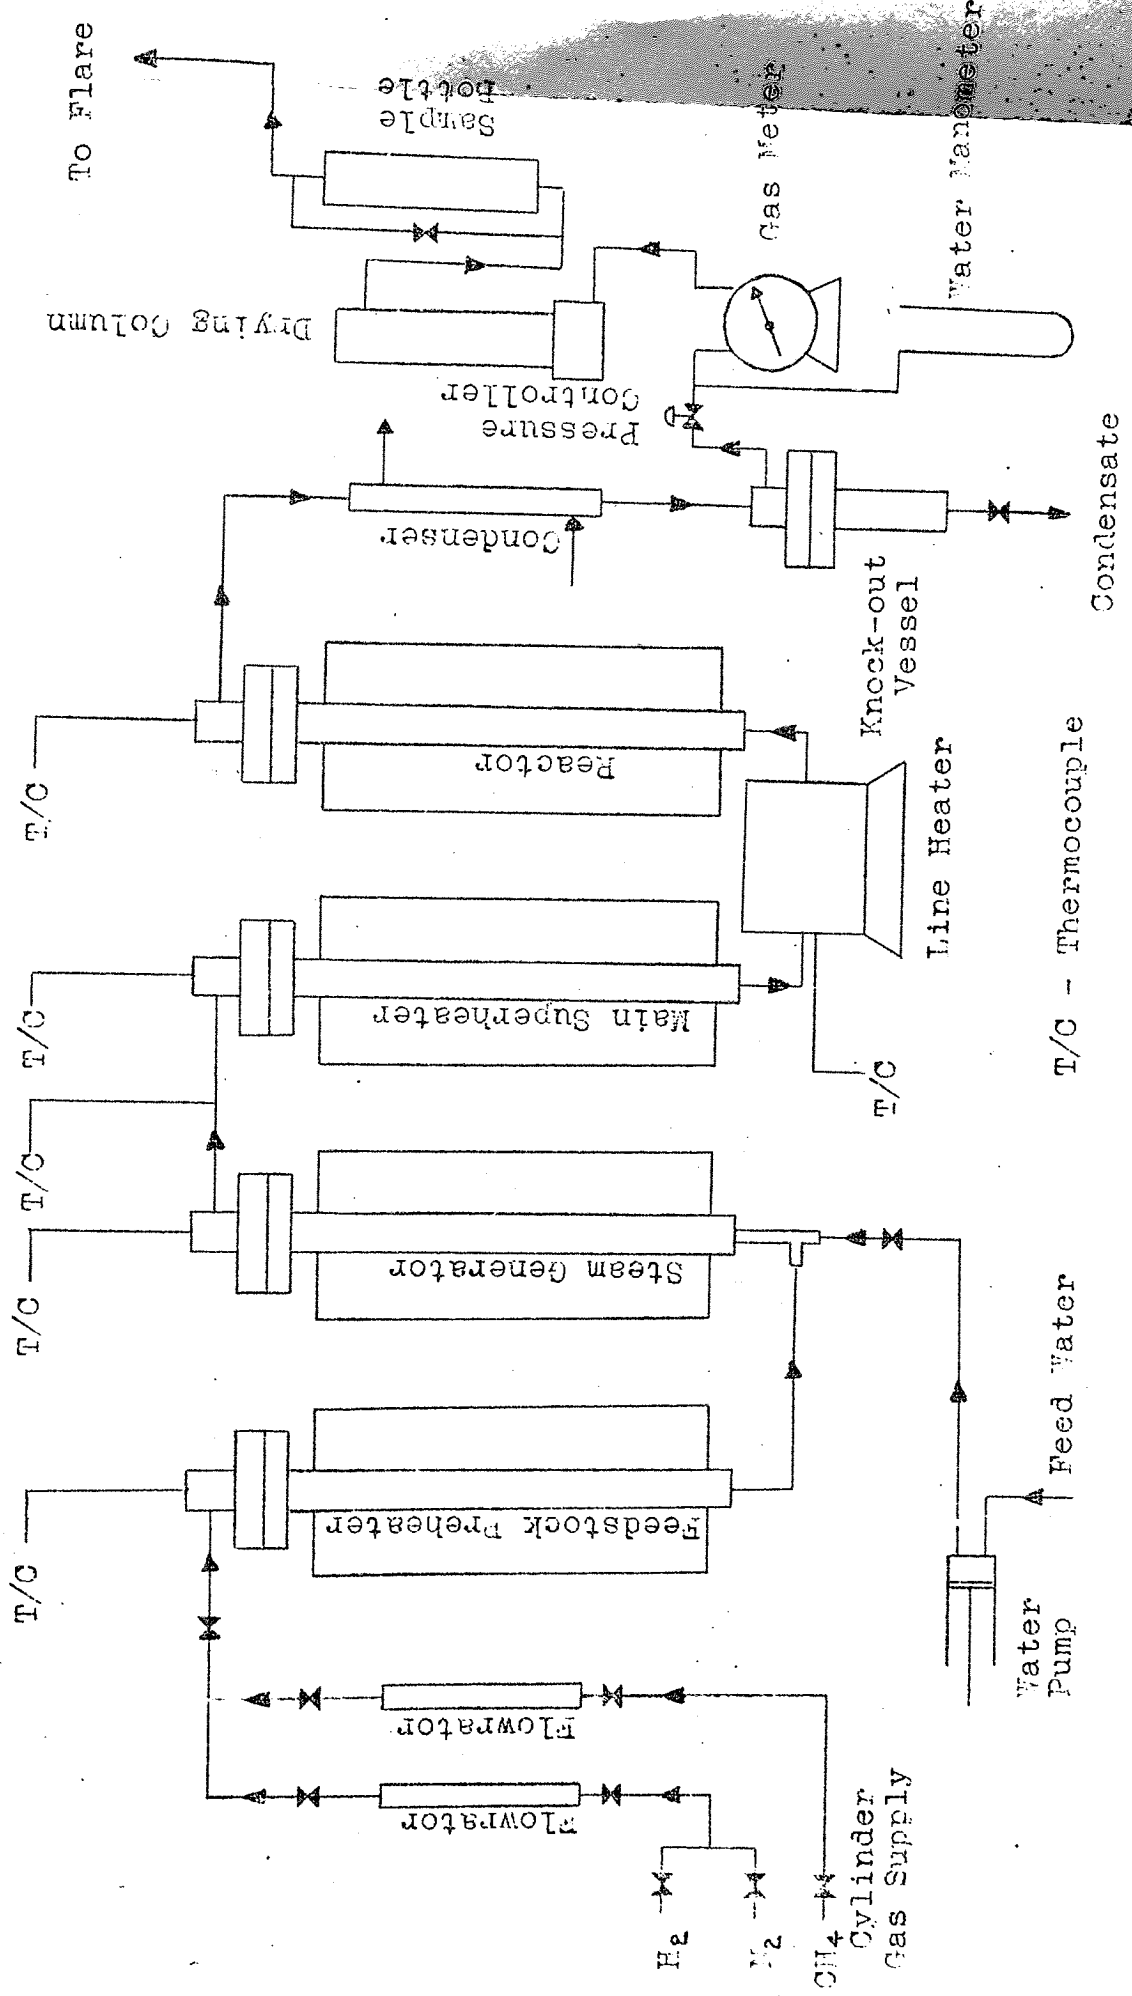 To Flare
Sample
Bottle
Gas Meter
Water Manometer
Drying Column
Pressure
Controller
Condenser
Knock-out
Vessel
Condensate
T/C
Reactor
Line Heater
T/C
Main Superheater
T/C
T/C
T/C
Steam Generator
T/C
Feedstock Preheater
Feed Water
Water
Pump
Flowrator
Flowrator
H2
N2
CH4
Cylinder
Gas Supply
T/C - Thermocouple